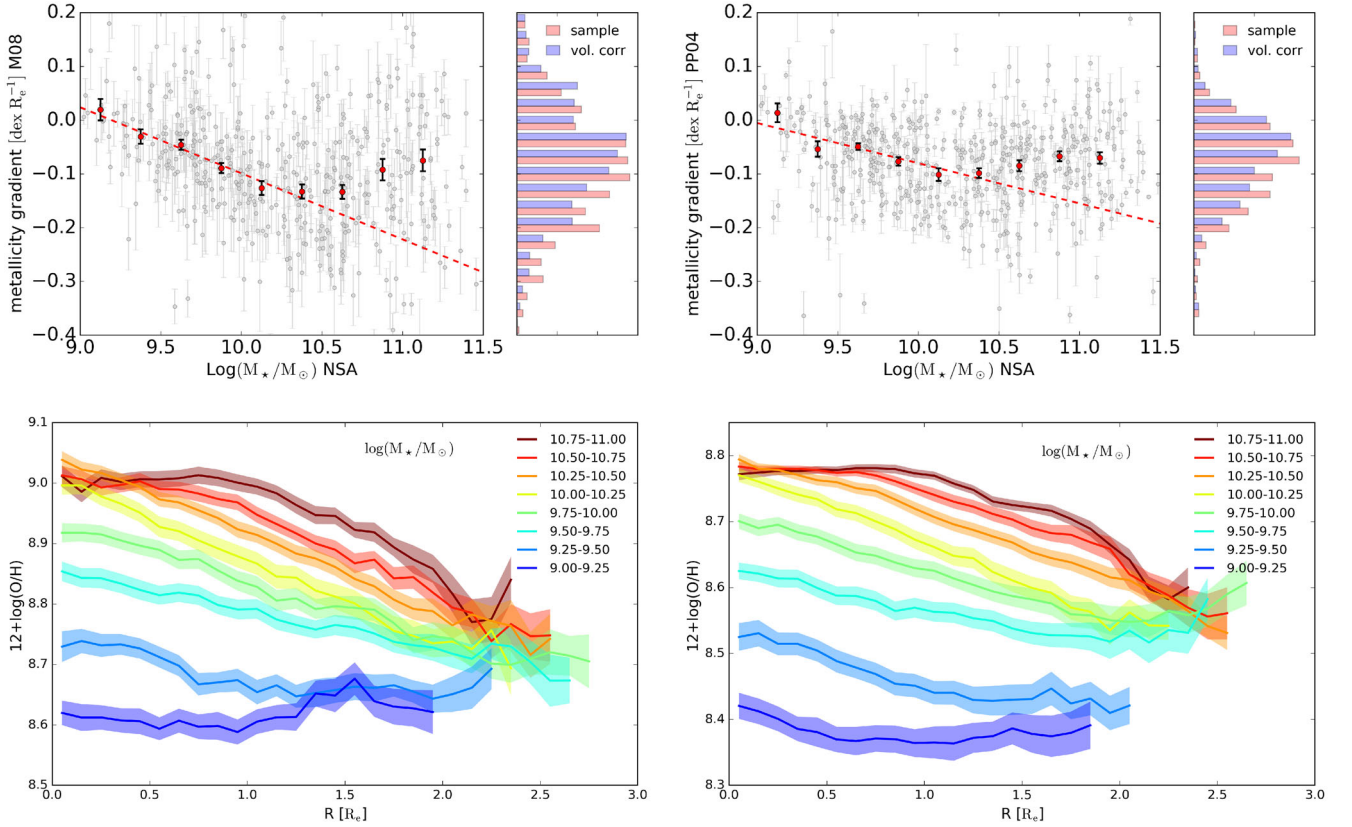 metallicity gradient [dex R_e^-1] M08
0.2
0.1
0.0
−0.1
−0.2
−0.3
−0.4
9.0 9.5 10.0 10.5 11.0 11.5
Log(M⋆/M⊙) NSA
sample
vol. corr
metallicity gradient [dex R_e^-1] PP04
0.2
0.1
0.0
−0.1
−0.2
−0.3
−0.4
9.0 9.5 10.0 10.5 11.0 11.5
Log(M⋆/M⊙) NSA
sample
vol. corr
12+log(O/H)
9.1
9.0
8.9
8.8
8.7
8.6
8.5
0.0 0.5 1.0 1.5 2.0 2.5 3.0
R [R_e]
log(M⋆/M⊙)
10.75-11.00
10.50-10.75
10.25-10.50
10.00-10.25
9.75-10.00
9.50-9.75
9.25-9.50
9.00-9.25
12+log(O/H)
8.8
8.7
8.6
8.5
8.4
8.3
0.0 0.5 1.0 1.5 2.0 2.5 3.0
R [R_e]
log(M⋆/M⊙)
10.75-11.00
10.50-10.75
10.25-10.50
10.00-10.25
9.75-10.00
9.50-9.75
9.25-9.50
9.00-9.25